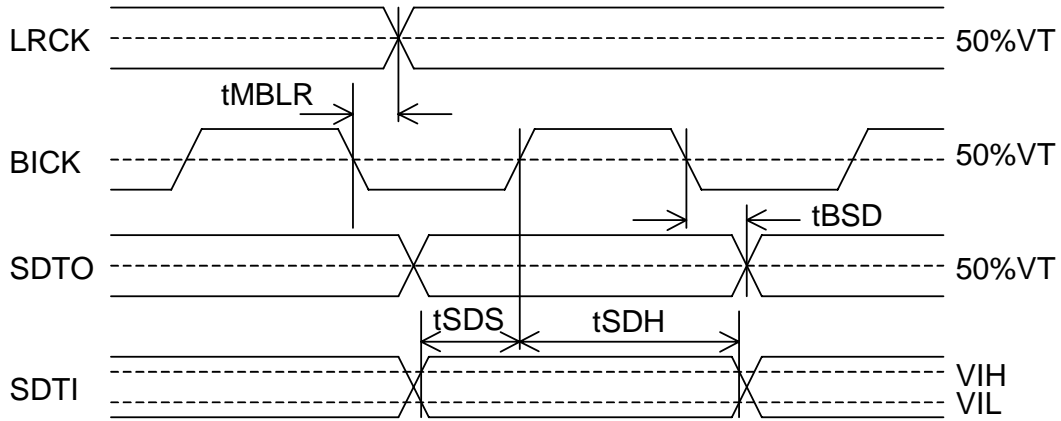 LRCK
50%VT
tMBLR
BICK
50%VT
tBSD
SDTO
50%VT
tSDS
tSDH
SDTI
VIH
VIL